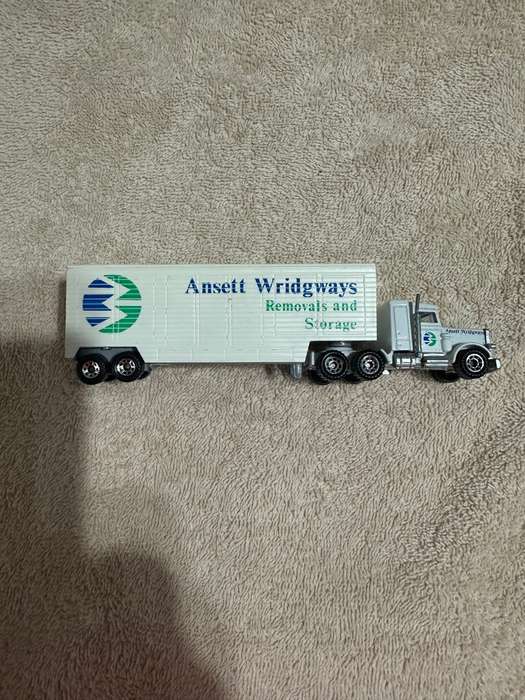 Ansett Wridgways
Removals and
Storage
Ansett Wridgways